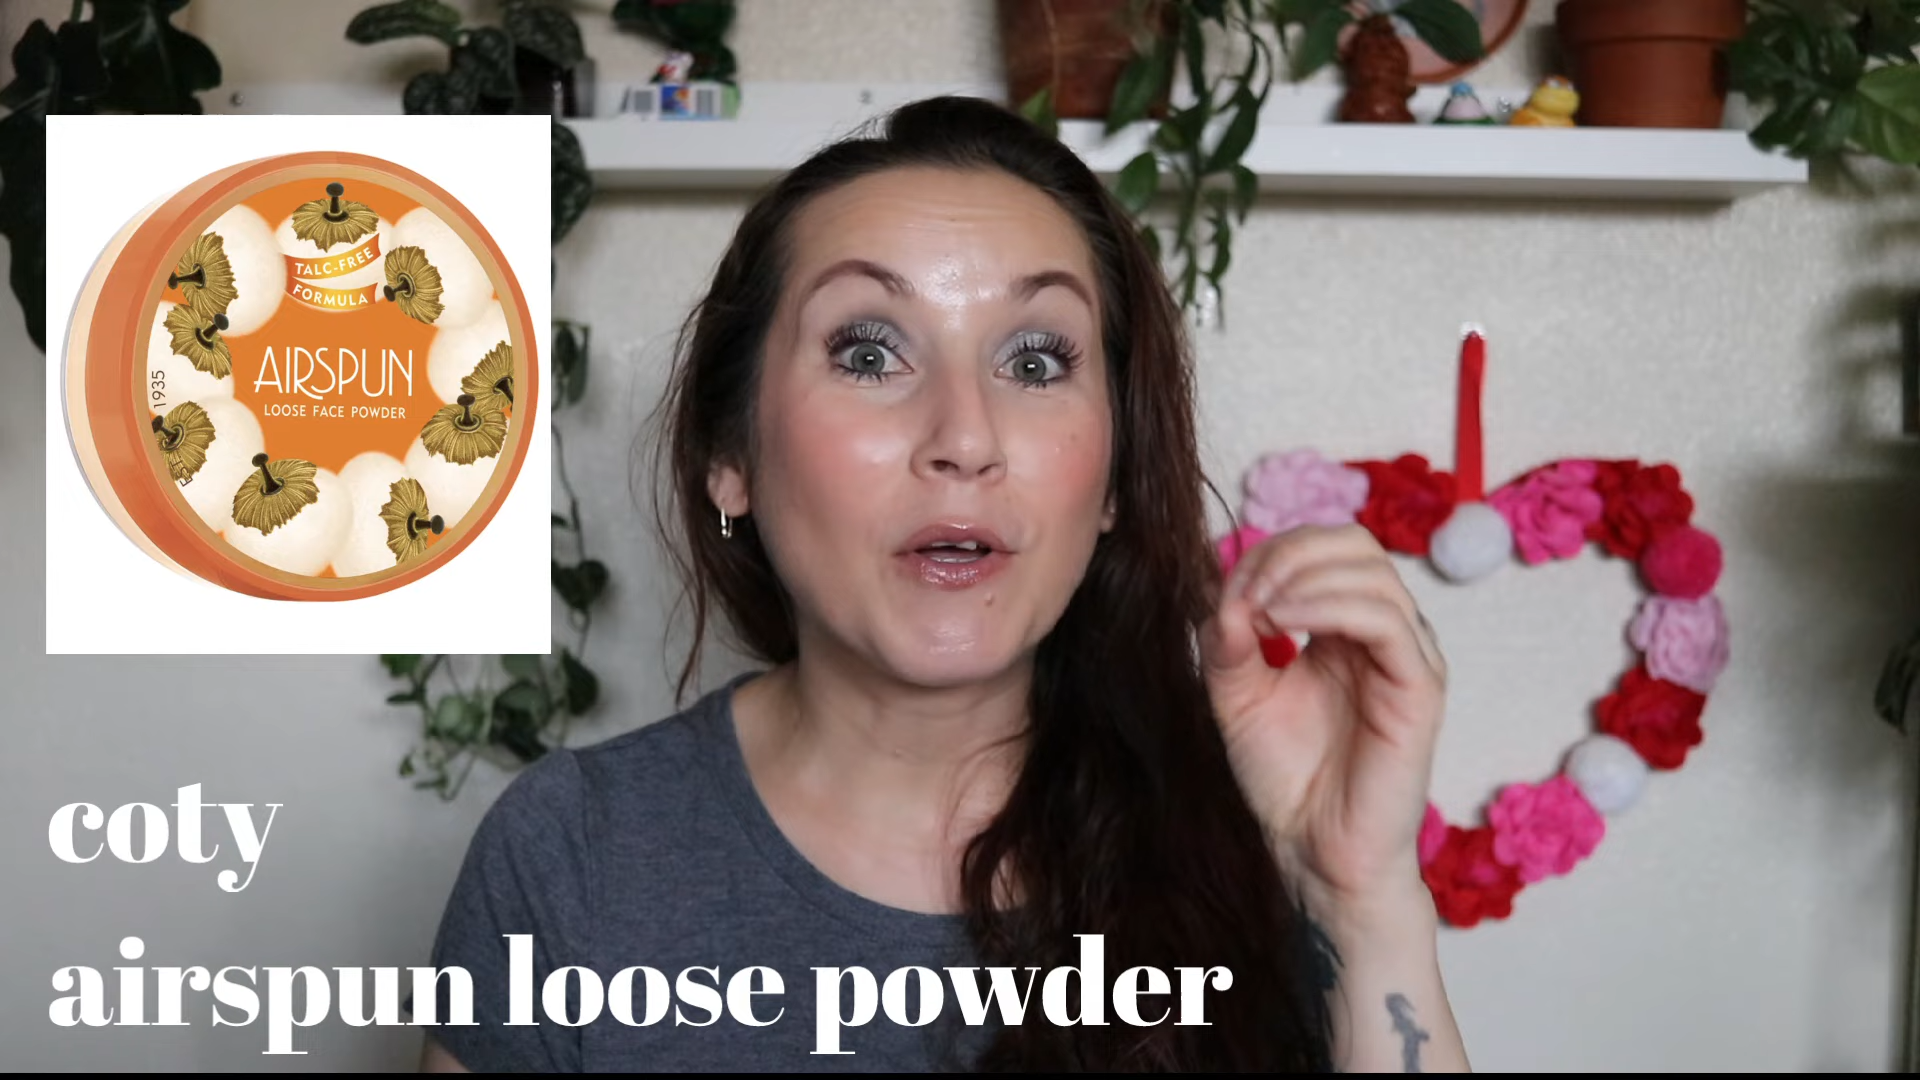 TALC-FREE
FORMULA
AIRSPUN
LOOSE FACE POWDER
1935
coty
airspun loose powder